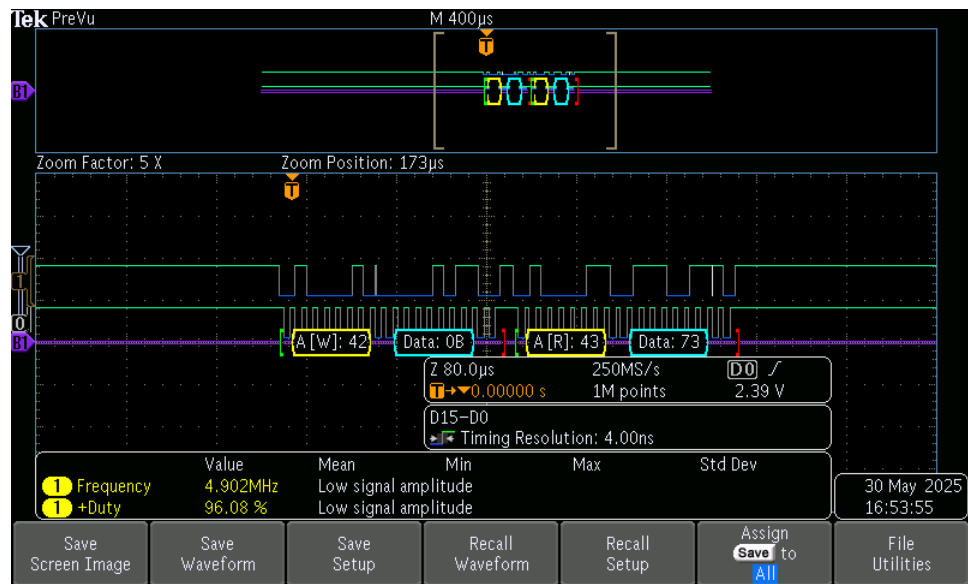 Tek PreVu M 400µs
T
B1
Zoom Factor: 5 X Zoom Position: 173µs
T
1
0
B1
A [W]: 42 Data: 0B A [R]: 43 Data: 73
Z 80.0µs 250MS/s D0
T→▼0.00000 s 1M points 2.39 V
D15-D0
Timing Resolution: 4.00ns
Value Mean Min Max Std Dev
1 Frequency 4.902MHz Low signal amplitude
1 +Duty 96.08 % Low signal amplitude
30 May 2025
16:53:55
Save
Screen Image
Save
Waveform
Save
Setup
Recall
Waveform
Recall
Setup
Assign
Save to
All
File
Utilities